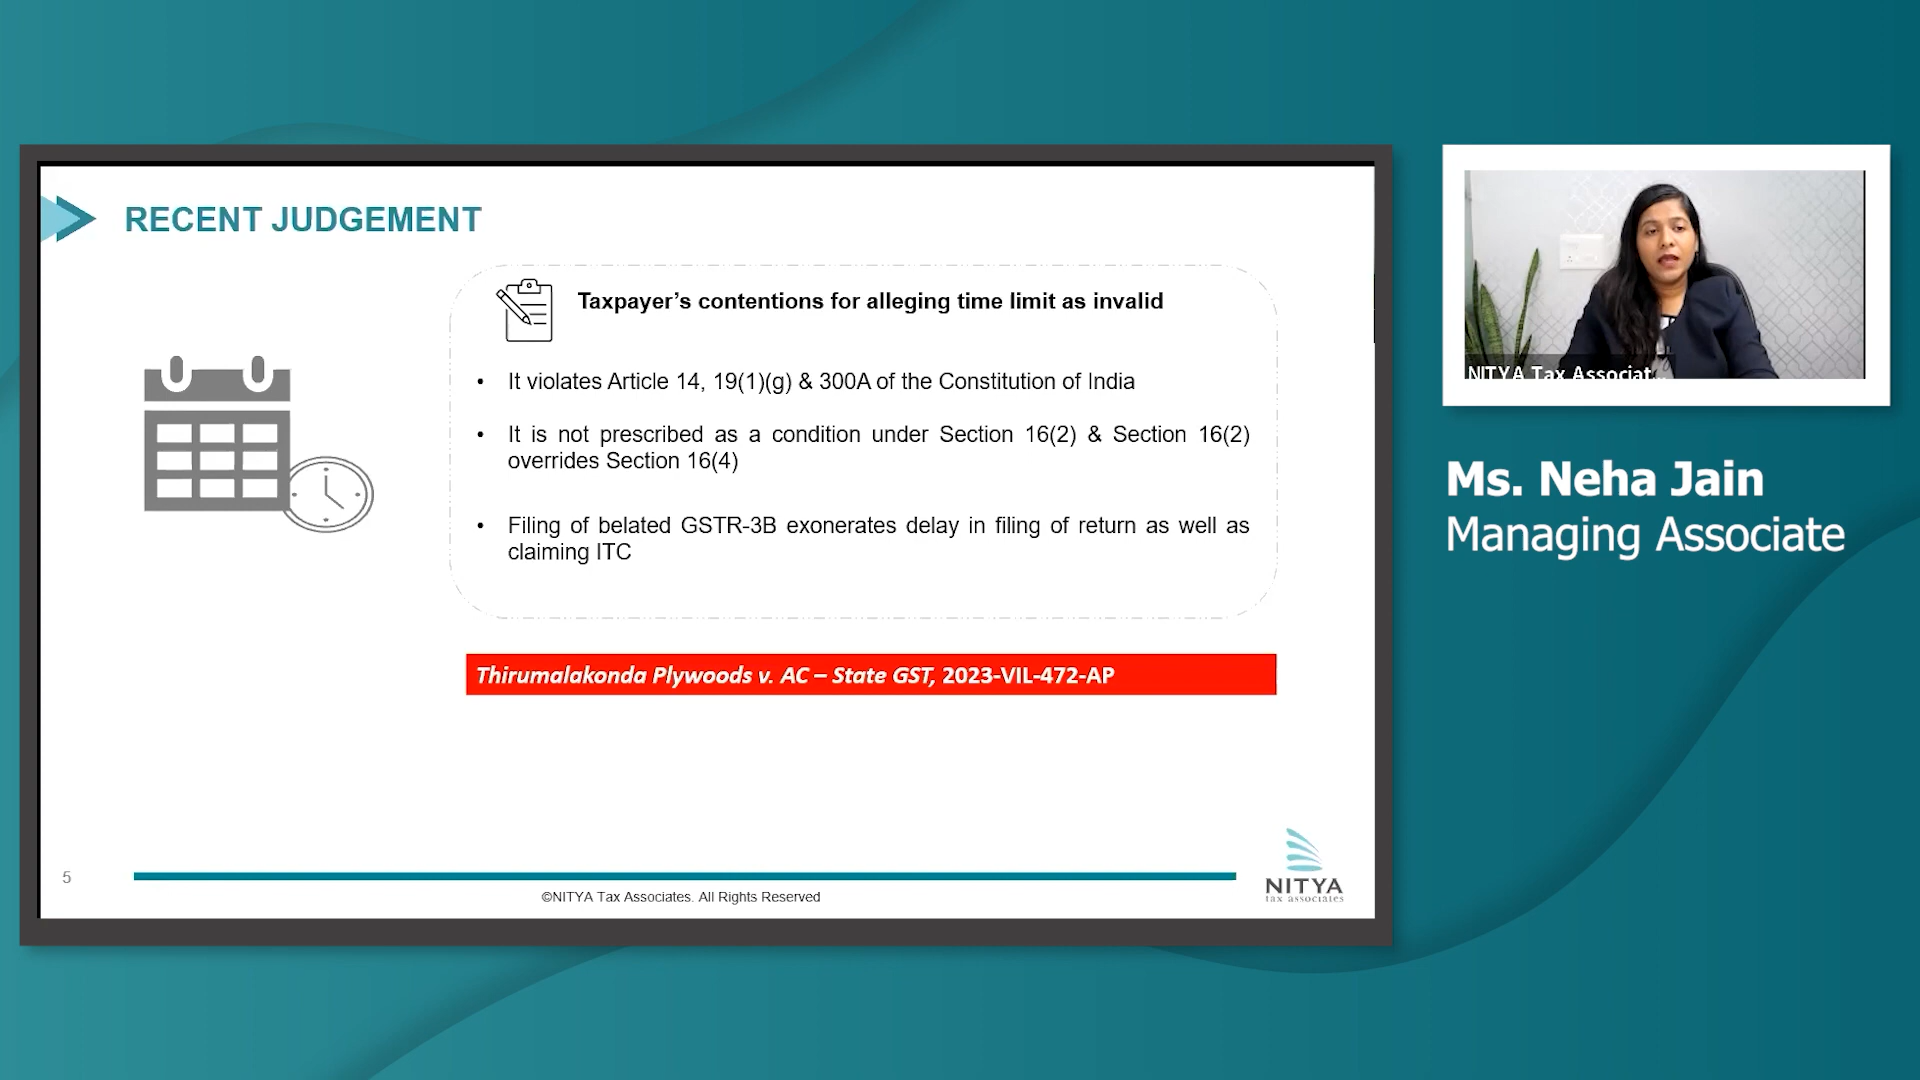 RECENT JUDGEMENT
Taxpayer’s contentions for alleging time limit as invalid
• It violates Article 14, 19(1)(g) & 300A of the Constitution of India
• It is not prescribed as a condition under Section 16(2) & Section 16(2)
overrides Section 16(4)
• Filing of belated GSTR-3B exonerates delay in filing of return as well as
claiming ITC
Thirumalakonda Plywoods v. AC – State GST, 2023-VIL-472-AP
5
©NITYA Tax Associates. All Rights Reserved
NITYA
tax associates
NITYA Tax Associat...
Ms. Neha Jain
Managing Associate